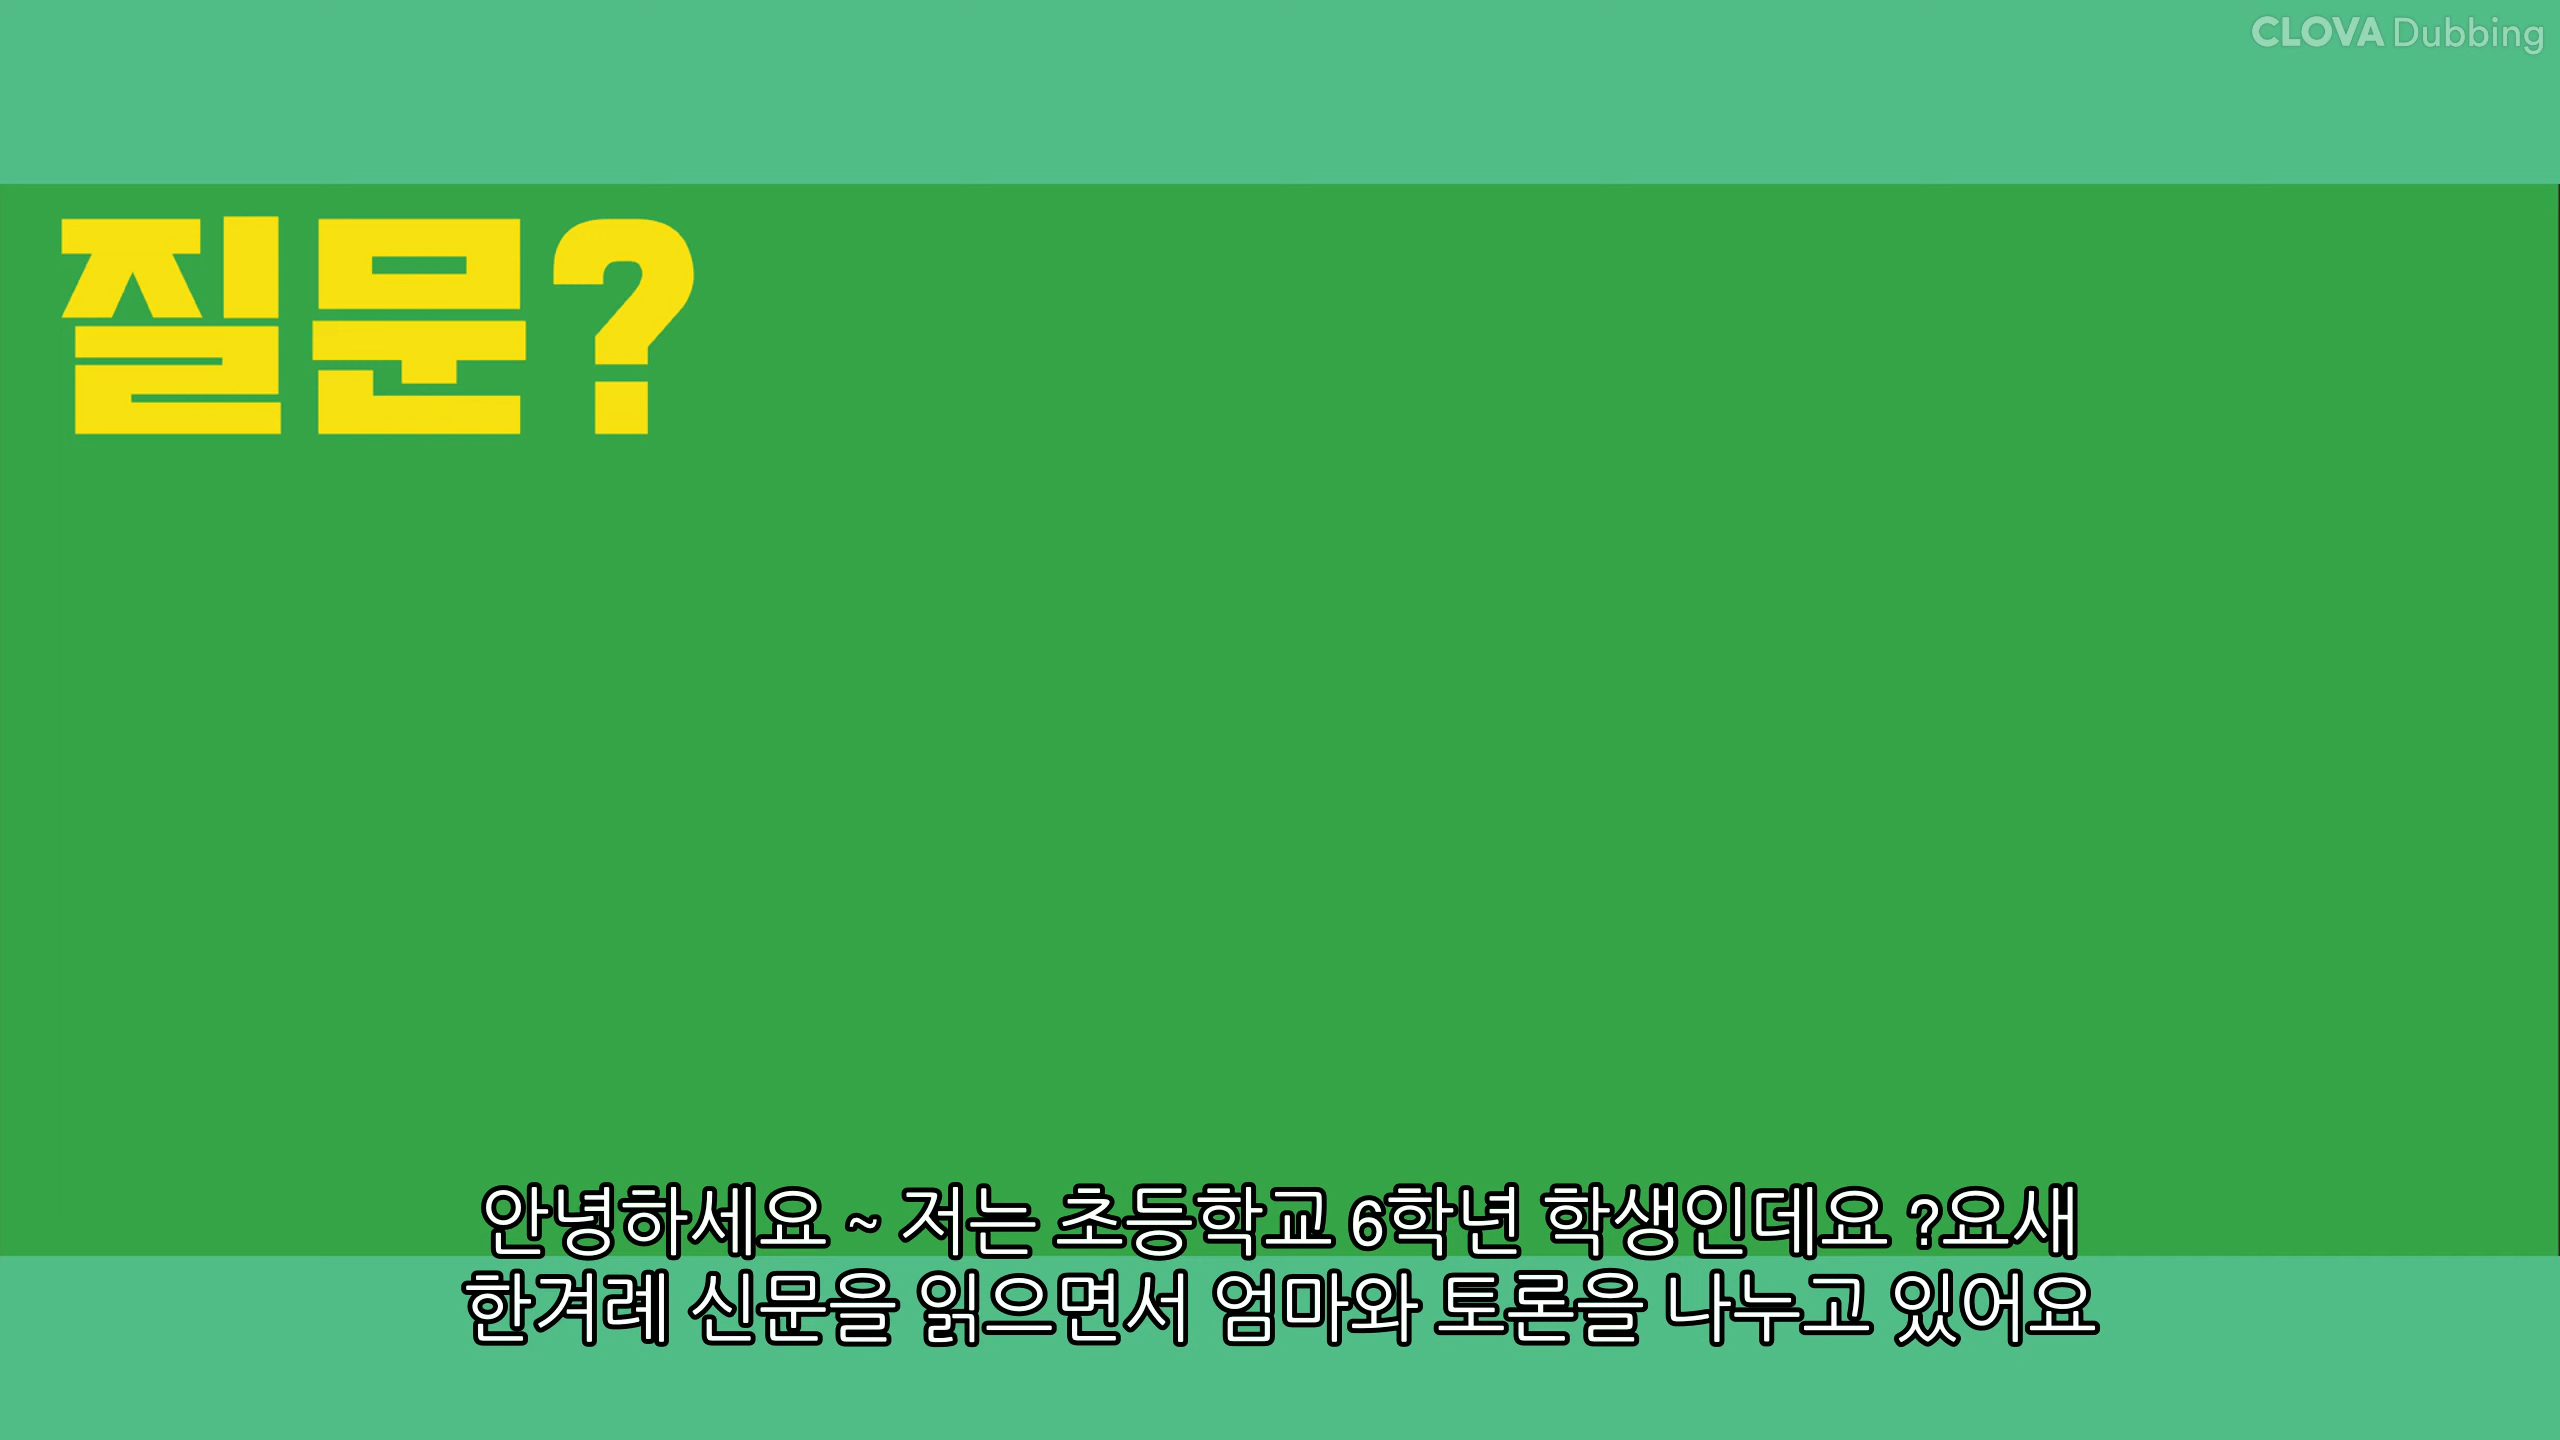 CLOVA Dubbing
질문?
안녕하세요 ~ 저는 초등학교 6학년 학생인데요 ?요새
한겨레 신문을 읽으면서 엄마와 토론을 나누고 있어요